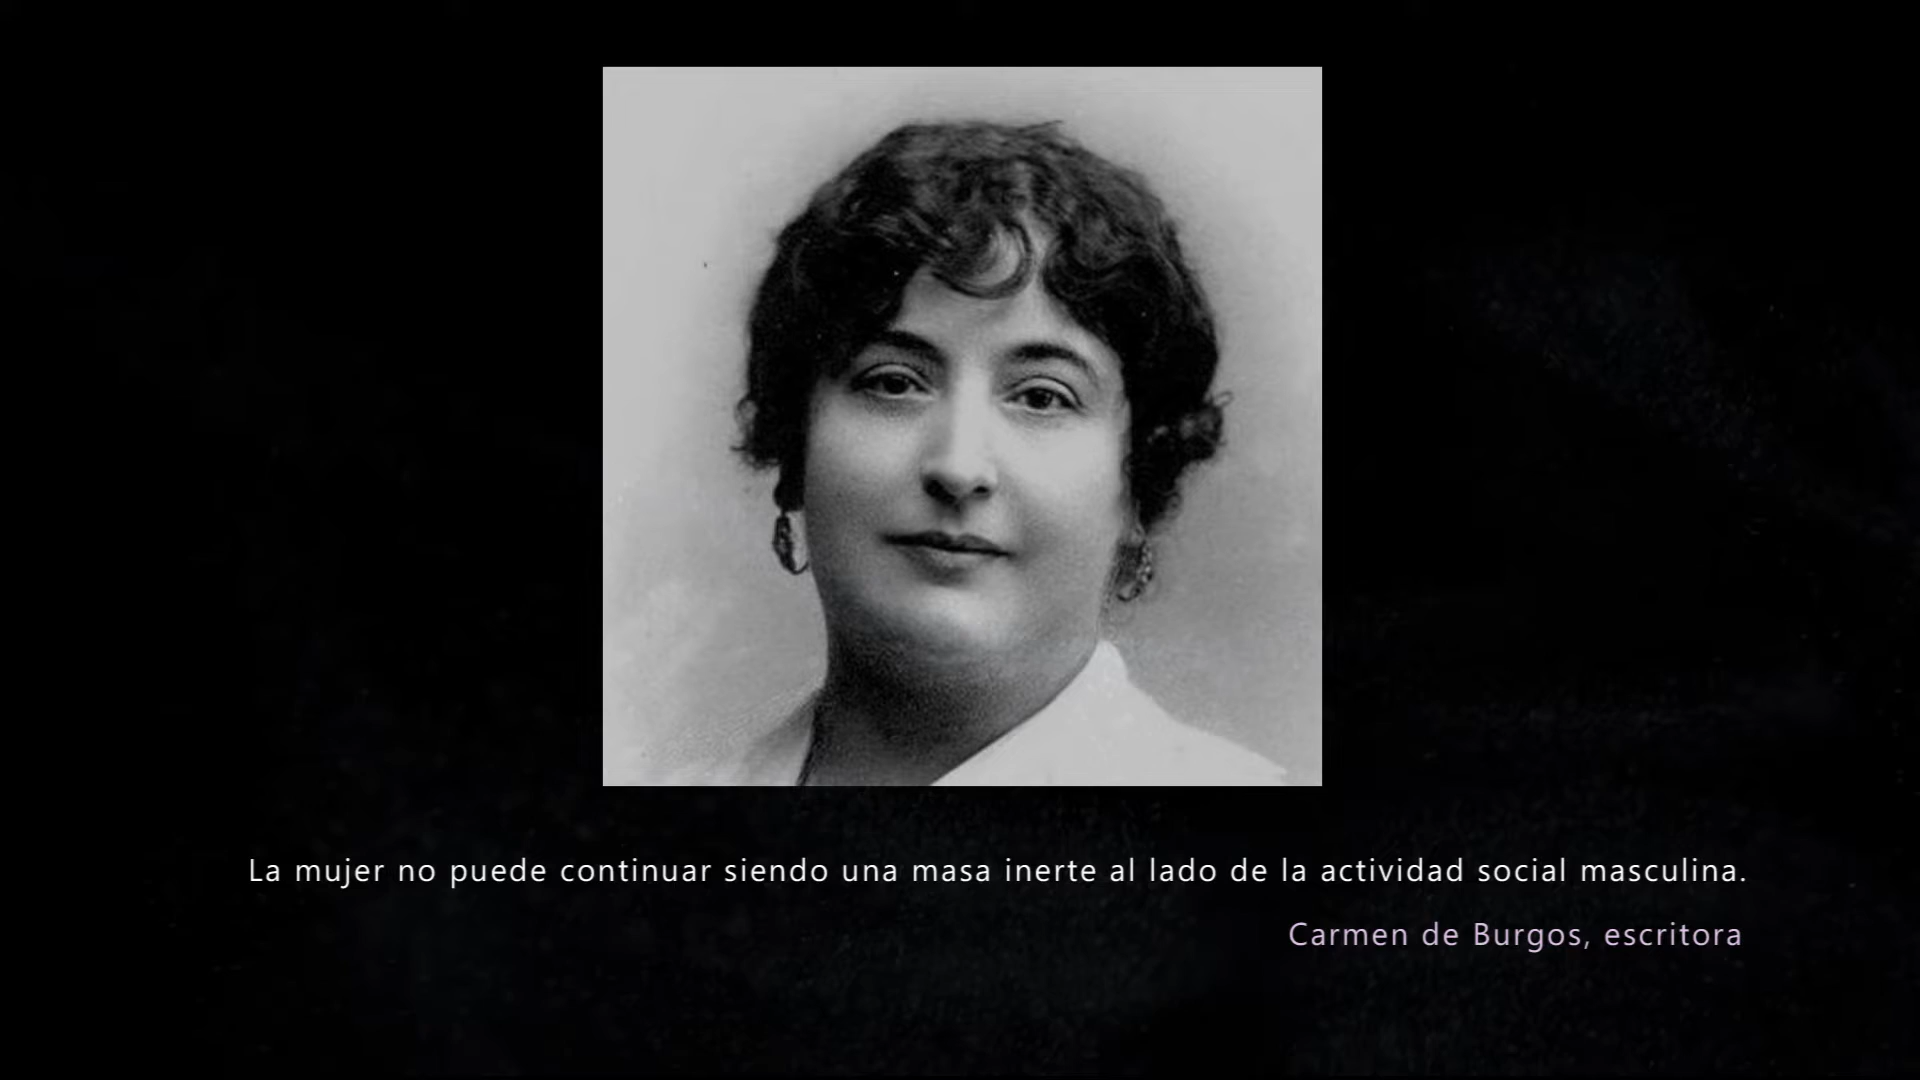 La mujer no puede continuar siendo una masa inerte al lado de la actividad social masculina.
Carmen de Burgos, escritora